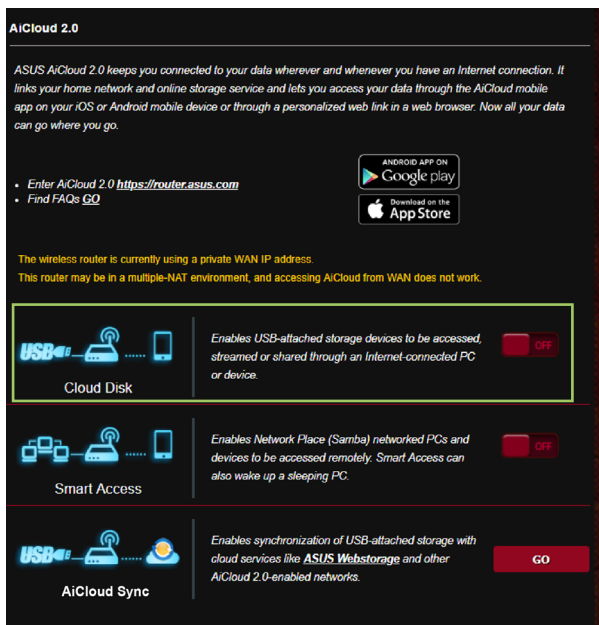 AiCloud 2.0
ASUS AiCloud 2.0 keeps you connected to your data wherever and whenever you have an Internet connection. It
links your home network and online storage service and lets you access your data through the AiCloud mobile
app on your iOS or Android mobile device or through a personalized web link in a web browser. Now all your data
can go where you go.
ANDROID APP ON
Google play
Enter AiCloud 2.0 https://router.asus.com
Find FAQs GO
Download on the
App Store
The wireless router is currently using a private WAN IP address.
This router may be in a multiple-NAT environment, and accessing AiCloud from WAN does not work.
USB
Cloud Disk
Enables USB-attached storage devices to be accessed,
streamed or shared through an Internet-connected PC
or device.
OFF
Smart Access
Enables Network Place (Samba) networked PCs and
devices to be accessed remotely. Smart Access can
also wake up a sleeping PC.
OFF
USB
AiCloud Sync
Enables synchronization of USB-attached storage with
cloud services like ASUS Webstorage and other
AiCloud 2.0-enabled networks.
GO